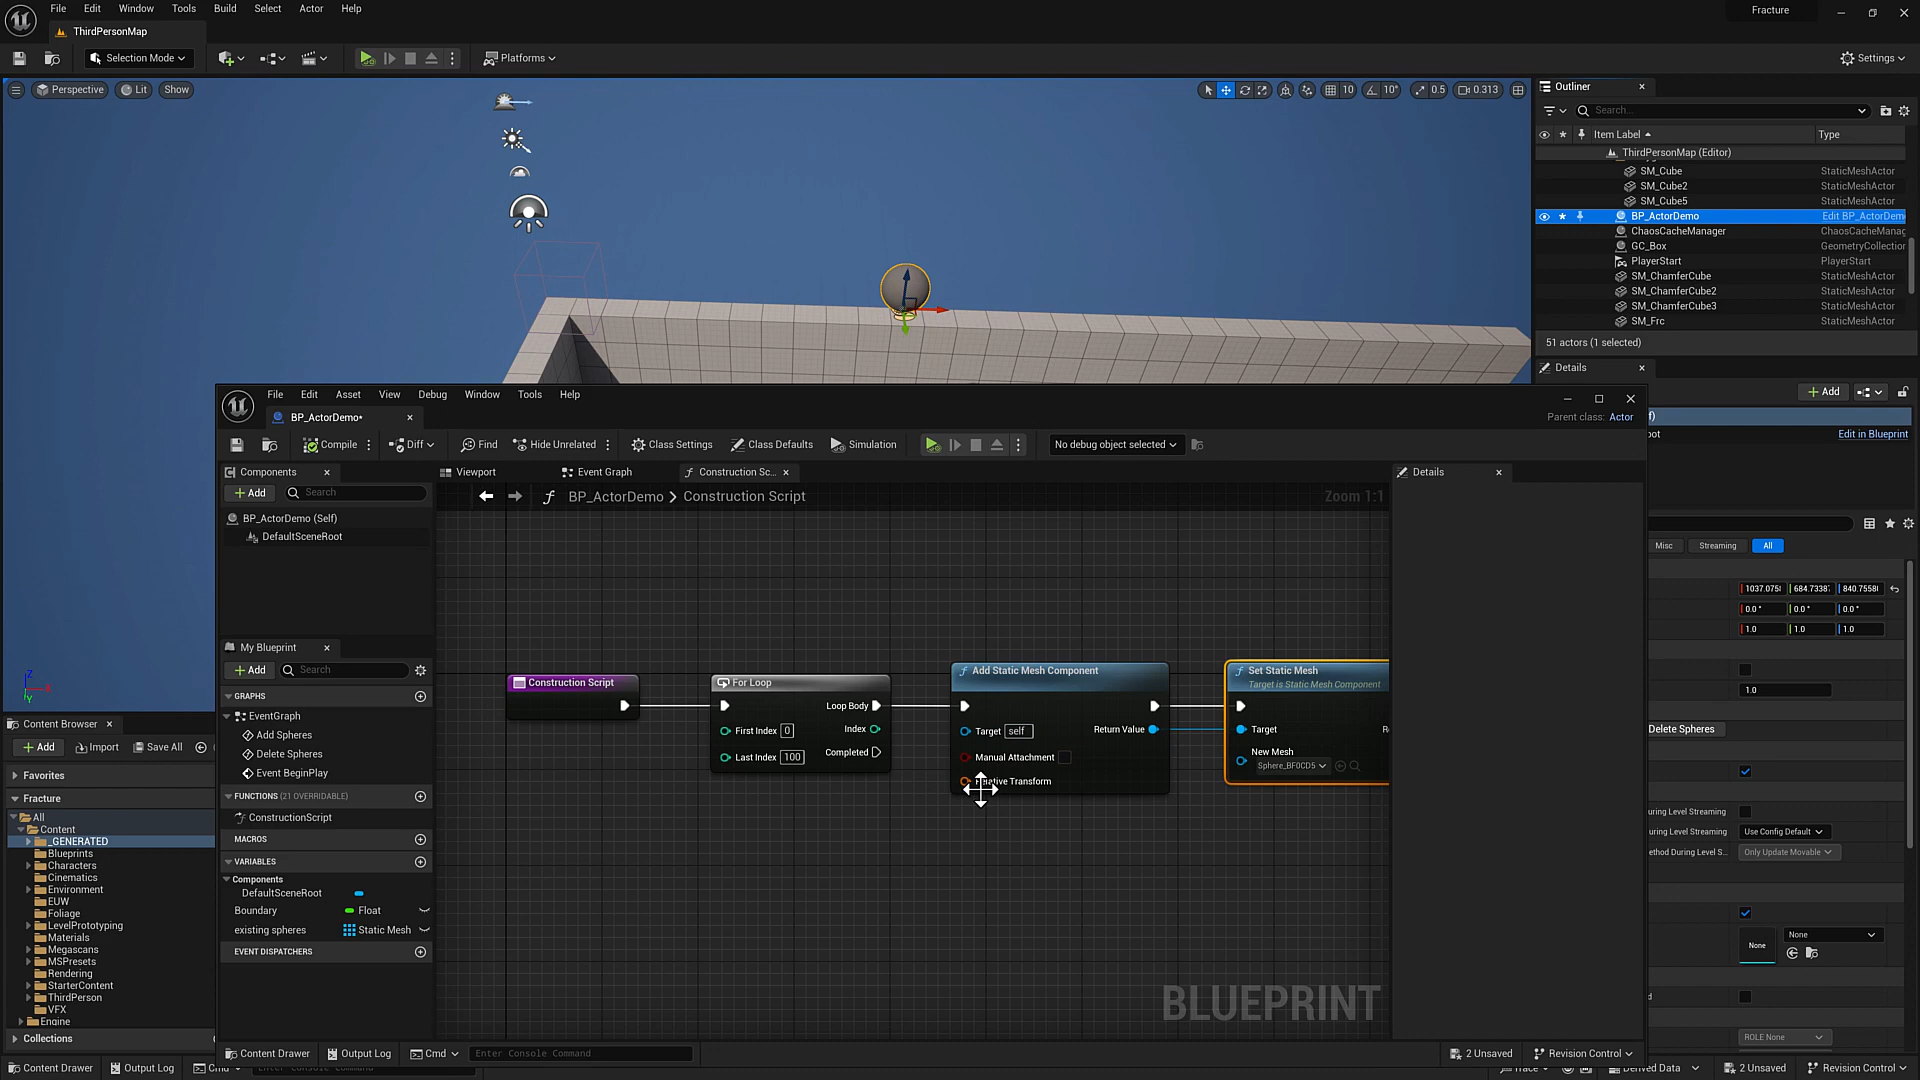 File Edit Window Tools Build Select Actor Help
Fracture
ThirdPersonMap
Selection Mode
Platforms
Settings
Perspective Lit Show
10 10° 0.5 0.313
Outliner
Search...
Item Label Type
ThirdPersonMap (Editor)
SM_Cube StaticMeshActor
SM_Cube2 StaticMeshActor
SM_Cube5 StaticMeshActor
BP_ActorDemo Edit BP_ActorDem
ChaosCacheManager ChaosCacheManag
GC_Box GeometryCollection
PlayerStart PlayerStart
SM_ChamferCube StaticMeshActor
SM_ChamferCube2 StaticMeshActor
SM_ChamferCube3 StaticMeshActor
SM_Frc StaticMeshActor
51 actors (1 selected)
Details
Add
Edit in Blueprint
Misc Streaming All
1037.075 684.7338 840.7558
0.0° 0.0° 0.0°
1.0 1.0 1.0
1.0
Delete Spheres
uring Level Streaming
uring Level Streaming Use Config Default
ethod During Level S... Only Update Movable
None None
ROLE None
File Edit Asset View Debug Window Tools Help
BP_ActorDemo*
Parent class: Actor
Compile Diff Find Hide Unrelated Class Settings Class Defaults Simulation No debug object selected
Components
Add Search
BP_ActorDemo (Self)
DefaultSceneRoot
Viewport Event Graph Construction Sc...
BP_ActorDemo > Construction Script
Zoom 1:1
Details
My Blueprint
Add Search
GRAPHS
EventGraph
Add Spheres
Delete Spheres
Event BeginPlay
FUNCTIONS (21 OVERRIDABLE)
ConstructionScript
MACROS
VARIABLES
Components
DefaultSceneRoot
Boundary Float
existing spheres Static Mesh
EVENT DISPATCHERS
Construction Script
For Loop
Loop Body
First Index 0 Index
Last Index 100 Completed
Add Static Mesh Component
Target self Return Value
Manual Attachment
Transform
Set Static Mesh
Target is Static Mesh Component
Target
New Mesh
Sphere_BF0CD5
BLUEPRINT
Content Drawer Output Log Cmd Enter Console Command
2 Unsaved Revision Control
Content Browser
Add Import Save All
Favorites
Fracture
All
Content
_GENERATED
Blueprints
Characters
Cinematics
Environment
EUW
Foliage
LevelPrototyping
Materials
Megascans
MSPresets
Rendering
StarterContent
ThirdPerson
VFX
Engine
Collections
Content Drawer Output Log Cmd Enter Console Command
Trace Derived Data 2 Unsaved Revision Control